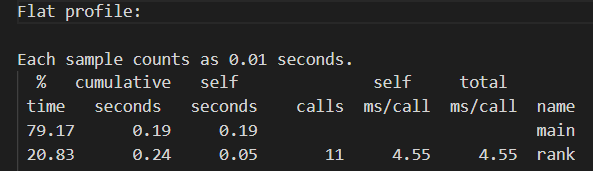 Flat profile:
Each sample counts as 0.01 seconds.
% cumulative self self total
time seconds seconds calls ms/call ms/call name
79.17 0.19 0.19 main
20.83 0.24 0.05 11 4.55 4.55 rank